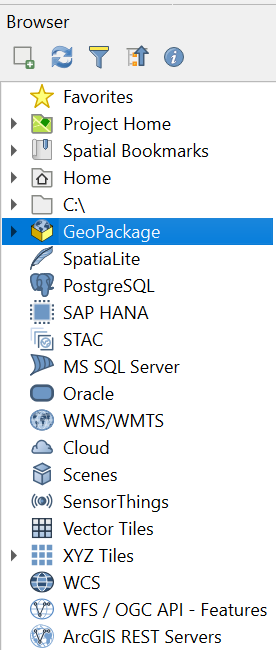 Browser
Favorites
Project Home
Spatial Bookmarks
Home
C:\
GeoPackage
SpatiaLite
PostgreSQL
SAP HANA
STAC
MS SQL Server
Oracle
WMS/WMTS
Cloud
Scenes
SensorThings
Vector Tiles
XYZ Tiles
WCS
WFS / OGC API - Features
ArcGIS REST Servers